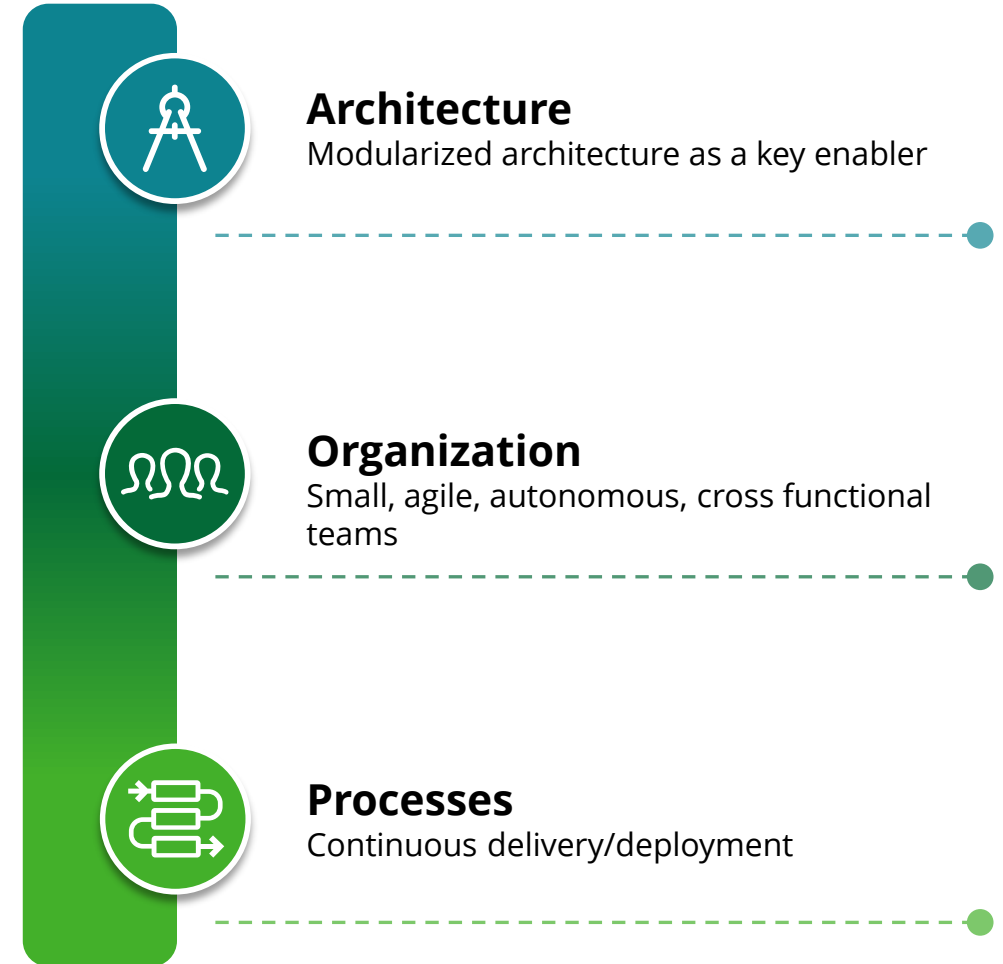 Architecture
Modularized architecture as a key enabler
Organization
Small, agile, autonomous, cross functional
teams
Processes
Continuous delivery/deployment